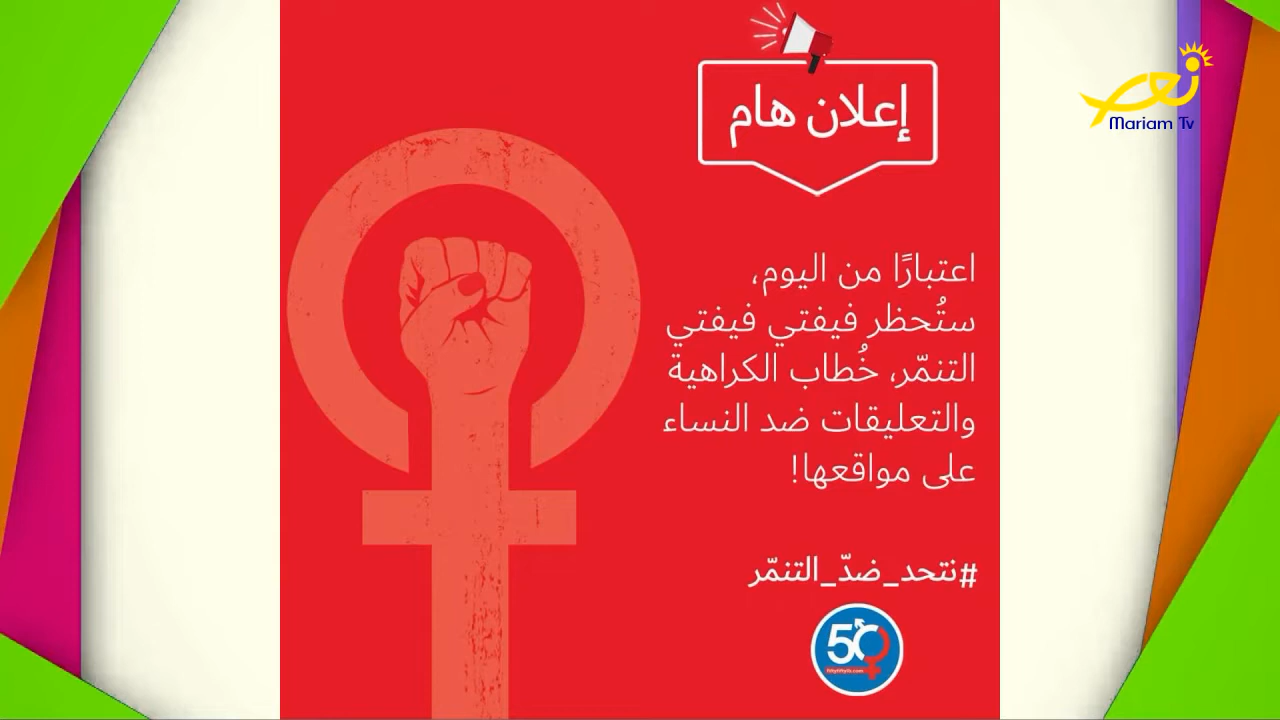 إعلان هام
نعم
Mariam Tv
اعتبارًا من اليوم،
ستُحظر فيفتي فيفتي
التنمّر، خُطاب الكراهية
والتعليقات ضد النساء
على مواقعها!
#نتحد_ضدّ_التنمّر
50